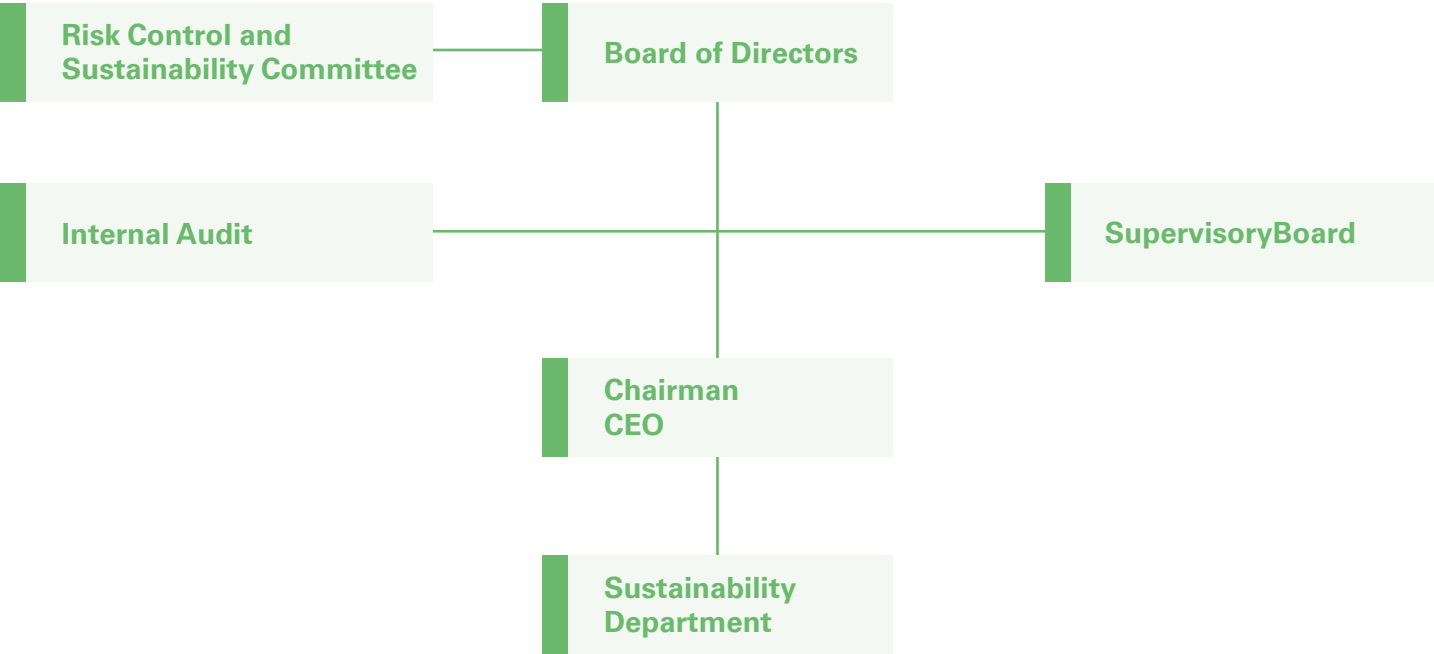 Risk Control and
Sustainability Committee
Board of Directors
Internal Audit
SupervisoryBoard
Chairman
CEO
Sustainability
Department